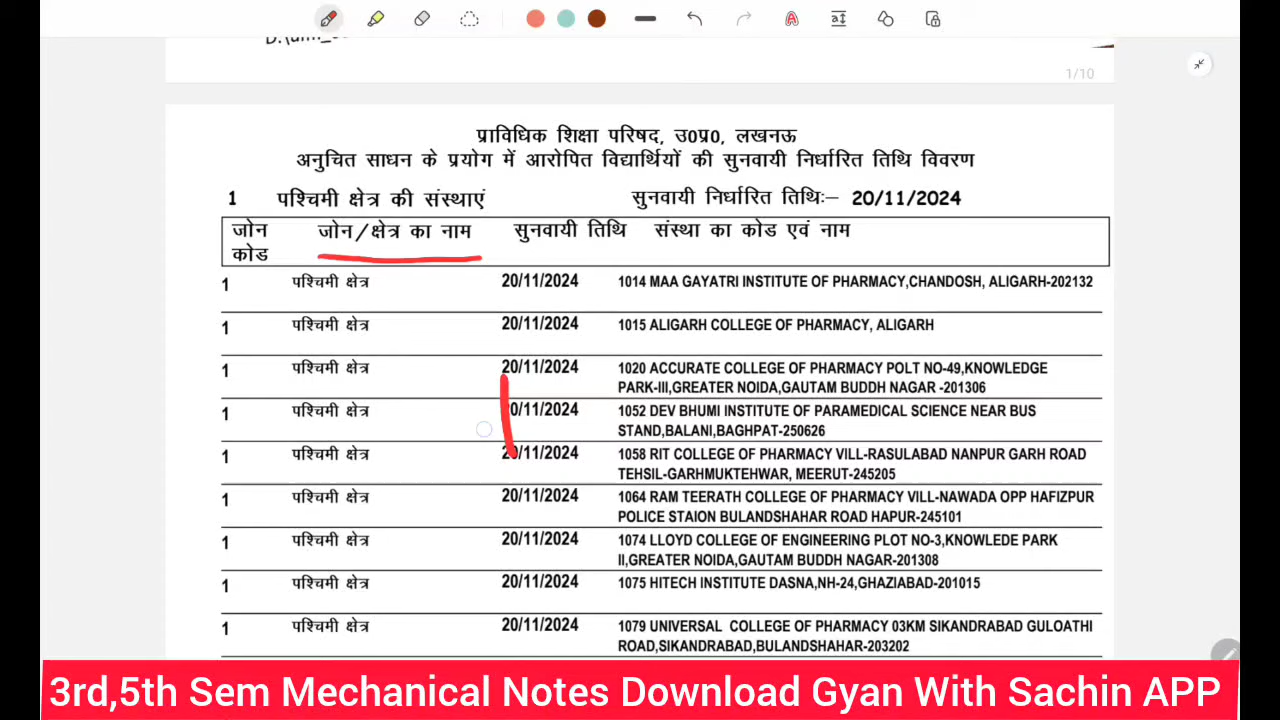 1/10
प्राविधिक शिक्षा परिषद, उ0प्र0, लखनऊ
अनुचित साधन के प्रयोग में आरोपित विद्यार्थियों की सुनवायी निर्धारित तिथि विवरण
1 पश्चिमी क्षेत्र की संस्थाएं सुनवायी निर्धारित तिथिः– 20/11/2024
जोन कोड जोन/क्षेत्र का नाम सुनवायी तिथि संस्था का कोड एवं नाम
1 पश्चिमी क्षेत्र 20/11/2024 1014 MAA GAYATRI INSTITUTE OF PHARMACY,CHANDOSH, ALIGARH-202132
1 पश्चिमी क्षेत्र 20/11/2024 1015 ALIGARH COLLEGE OF PHARMACY, ALIGARH
1 पश्चिमी क्षेत्र 20/11/2024 1020 ACCURATE COLLEGE OF PHARMACY POLT NO-49,KNOWLEDGE
PARK-III,GREATER NOIDA,GAUTAM BUDDH NAGAR -201306
1 पश्चिमी क्षेत्र 20/11/2024 1052 DEV BHUMI INSTITUTE OF PARAMEDICAL SCIENCE NEAR BUS
STAND,BALANI,BAGHPAT-250626
1 पश्चिमी क्षेत्र 20/11/2024 1058 RIT COLLEGE OF PHARMACY VILL-RASULABAD NANPUR GARH ROAD
TEHSIL-GARHMUKTEHWAR, MEERUT-245205
1 पश्चिमी क्षेत्र 20/11/2024 1064 RAM TEERATH COLLEGE OF PHARMACY VILL-NAWADA OPP HAFIZPUR
POLICE STAION BULANDSHAHAR ROAD HAPUR-245101
1 पश्चिमी क्षेत्र 20/11/2024 1074 LLOYD COLLEGE OF ENGINEERING PLOT NO-3,KNOWLEDE PARK
II,GREATER NOIDA,GAUTAM BUDDH NAGAR-201308
1 पश्चिमी क्षेत्र 20/11/2024 1075 HITECH INSTITUTE DASNA,NH-24,GHAZIABAD-201015
1 पश्चिमी क्षेत्र 20/11/2024 1079 UNIVERSAL COLLEGE OF PHARMACY 03KM SIKANDRABAD GULOATHI
ROAD,SIKANDRABAD,BULANDSHAHAR-203202
3rd,5th Sem Mechanical Notes Download Gyan With Sachin APP